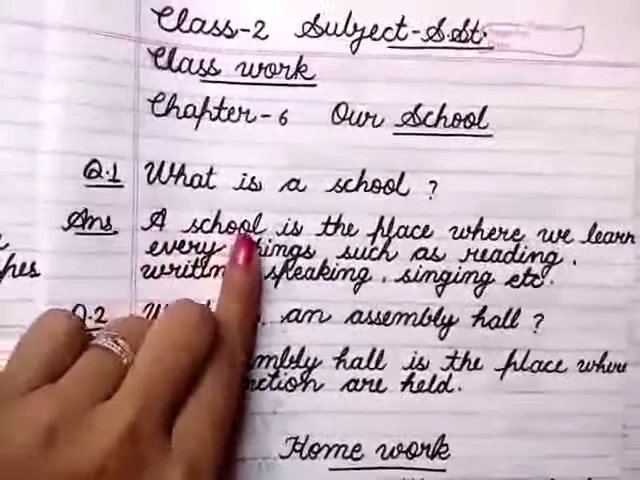 Class-2 Subject-S.St.
Class work
Chapter-6 Our School
Q.1 What is a school ?
Ans A school is the place where we learn
every things such as reading,
writing speaking, singing etc.
Q.2 an assembly hall ?
hall is the place where
are held.
Home work